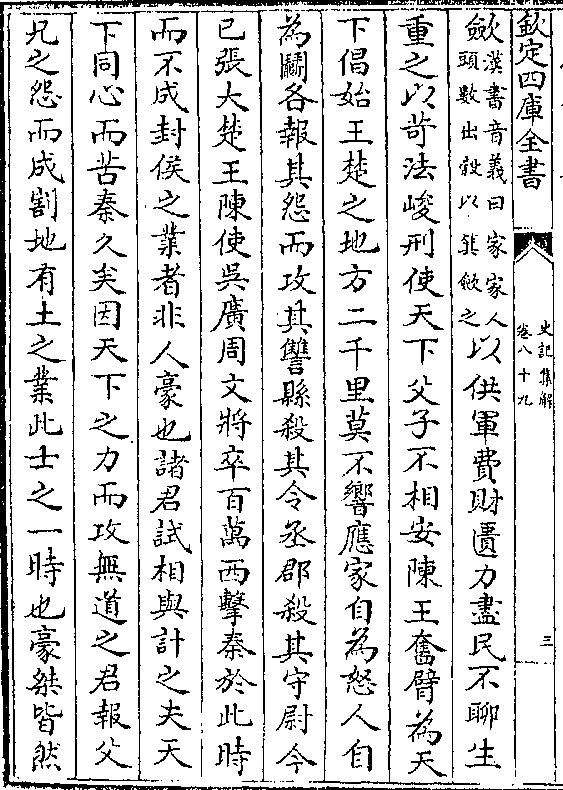 欽定四庫全書
史記集解
卷八十九
三
斂漢書音義曰家家人頭數出穀以箕斂之以供軍費財匱力盡民不聊生
重之以苛法峻刑使天下父子不相安陳王奮臂為天
下倡始王楚之地方二千里莫不響應家自為怒人自
為鬭各報其怨而攻其讐縣殺其令丞郡殺其守尉今
已張大楚王陳使吳廣周文將卒百萬西擊秦於此時
而不成封侯之業者非人豪也諸君試相與計之夫天
下同心而苦秦久矣因天下之力而攻無道之君報父
兄之怨而成割地有土之業此士之一時也豪桀皆然